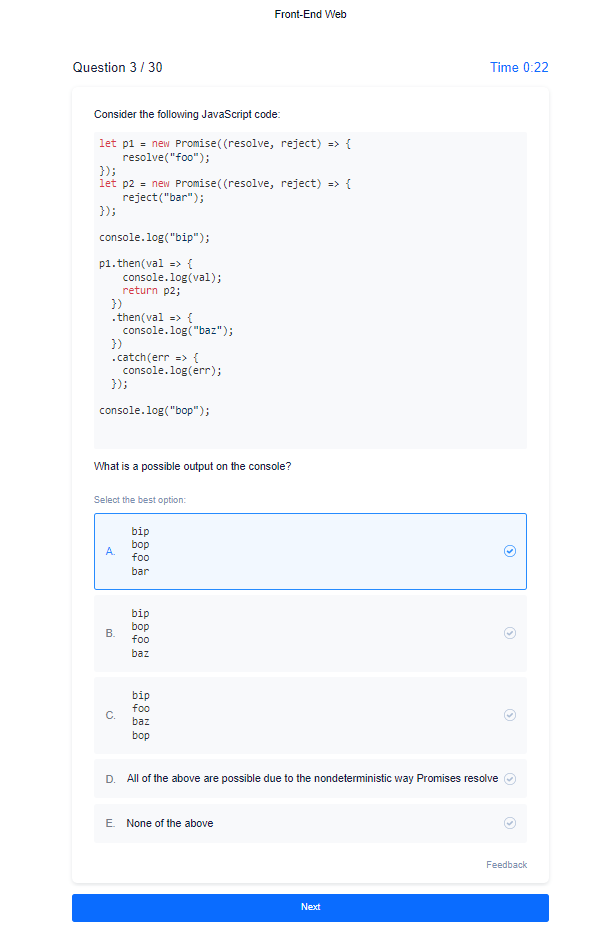 Front-End Web
Question 3 / 30
Time 0:22
Consider the following JavaScript code:
let p1 = new Promise((resolve, reject) => {
    resolve("foo");
});
let p2 = new Promise((resolve, reject) => {
    reject("bar");
});

console.log("bip");

p1.then(val => {
    console.log(val);
    return p2;
  })
  .then(val => {
    console.log("baz");
  })
  .catch(err => {
    console.log(err);
  });

console.log("bop");
What is a possible output on the console?
Select the best option:
A.
bip
bop
foo
bar
B.
bip
bop
foo
baz
C.
bip
foo
baz
bop
D. All of the above are possible due to the nondeterministic way Promises resolve
E. None of the above
Feedback
Next